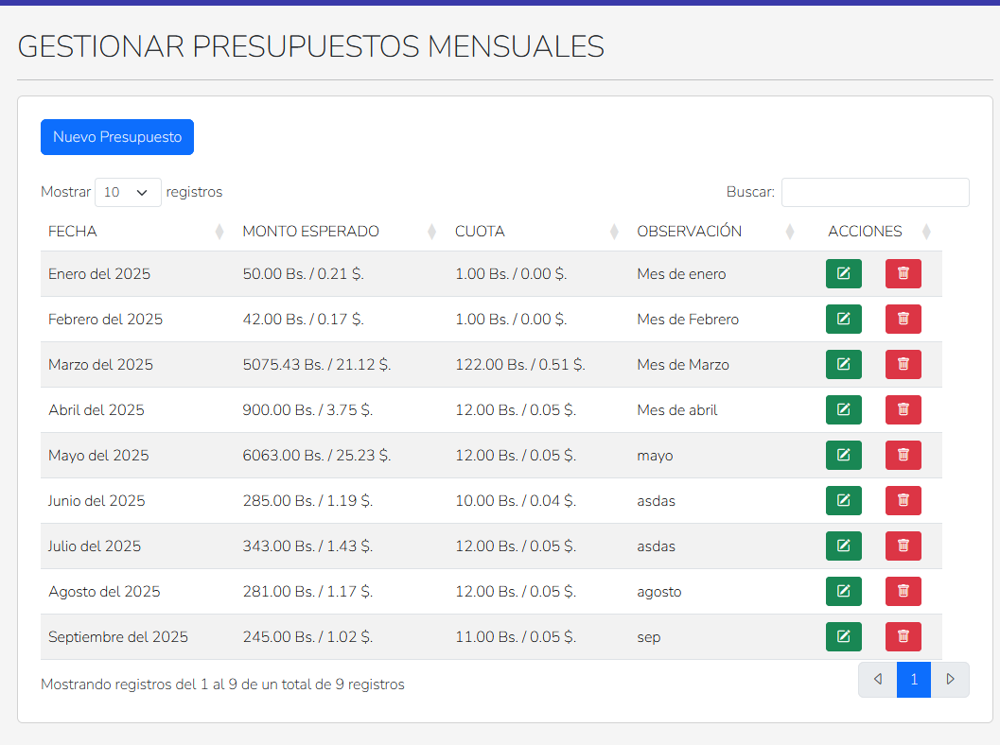 GESTIONAR PRESUPUESTOS MENSUALES
Nuevo Presupuesto
Mostrar 10 registros Buscar:
FECHA MONTO ESPERADO CUOTA OBSERVACIÓN ACCIONES
Enero del 2025 50.00 Bs. / 0.21 $. 1.00 Bs. / 0.00 $. Mes de enero
Febrero del 2025 42.00 Bs. / 0.17 $. 1.00 Bs. / 0.00 $. Mes de Febrero
Marzo del 2025 5075.43 Bs. / 21.12 $. 122.00 Bs. / 0.51 $. Mes de Marzo
Abril del 2025 900.00 Bs. / 3.75 $. 12.00 Bs. / 0.05 $. Mes de abril
Mayo del 2025 6063.00 Bs. / 25.23 $. 12.00 Bs. / 0.05 $. mayo
Junio del 2025 285.00 Bs. / 1.19 $. 10.00 Bs. / 0.04 $. asdas
Julio del 2025 343.00 Bs. / 1.43 $. 12.00 Bs. / 0.05 $. asdas
Agosto del 2025 281.00 Bs. / 1.17 $. 12.00 Bs. / 0.05 $. agosto
Septiembre del 2025 245.00 Bs. / 1.02 $. 11.00 Bs. / 0.05 $. sep
Mostrando registros del 1 al 9 de un total de 9 registros 1